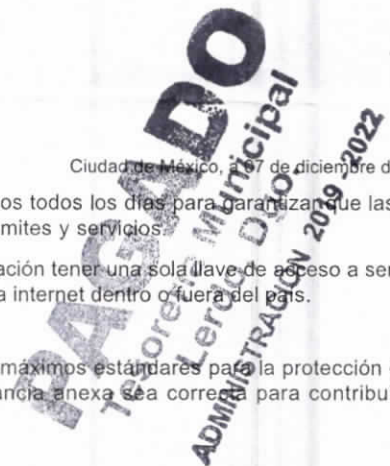 Ciudad de México, a 07 de diciembre d
os todos los días para garantizar que las
mites y servicios.
ación tener una sola llave de acceso a ser
a internet dentro o fuera del país.
máximos estándares para la protección
ancia anexa sea correcta para contribu
PAGADO
Tesorería Municipal
Lerdo, Dgo.
ADMINISTRACION 2019-2022